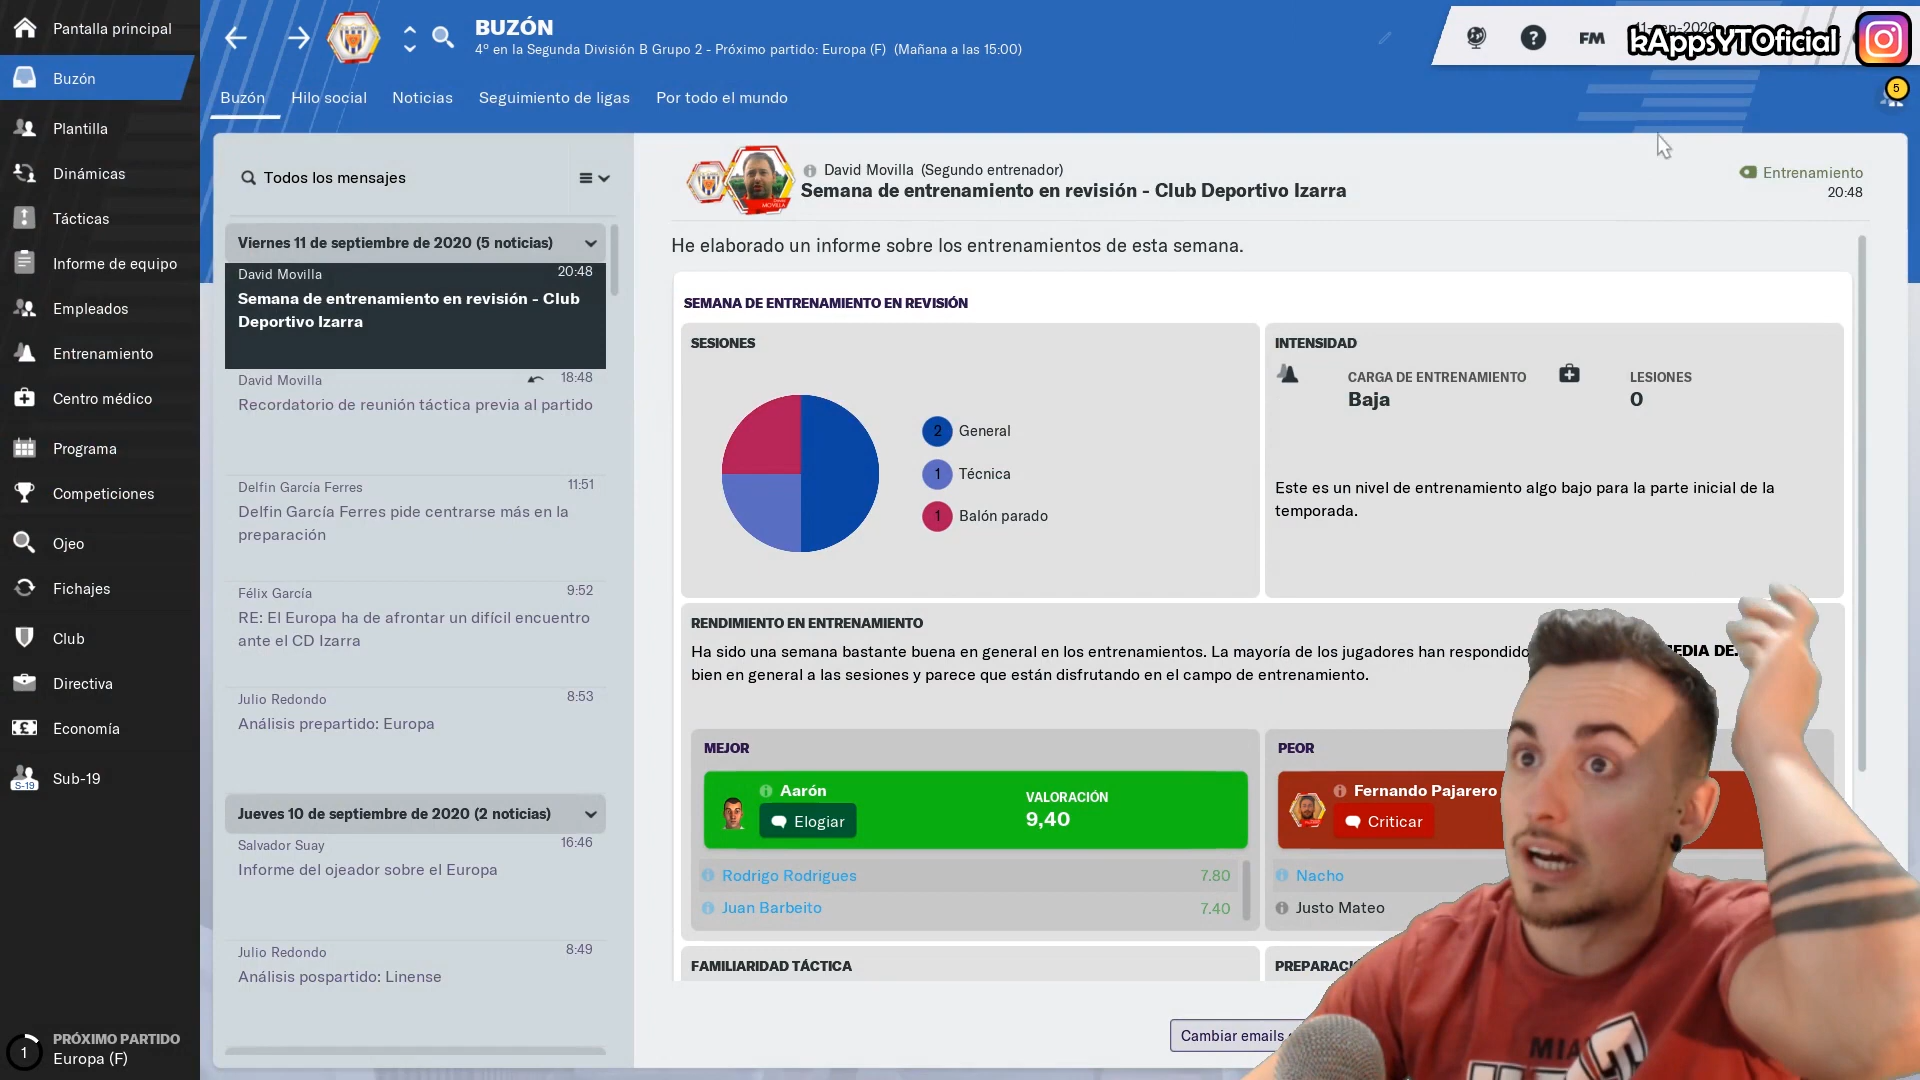 Pantalla principal
Buzón
Plantilla
Dinámicas
Tácticas
Informe de equipo
Empleados
Entrenamiento
Centro médico
Programa
Competiciones
Ojeo
Fichajes
Club
Directiva
Economía
S-19
Sub-19
1
PRÓXIMO PARTIDO
Europa (F)
BUZÓN
4º en la Segunda División B Grupo 2 - Próximo partido: Europa (F) (Mañana a las 15:00)
FM
kAppsYTOficial
5
Buzón
Hilo social
Noticias
Seguimiento de ligas
Por todo el mundo
Todos los mensajes
Viernes 11 de septiembre de 2020 (5 noticias)
David Movilla
20:48
Semana de entrenamiento en revisión - Club
Deportivo Izarra
David Movilla
18:48
Recordatorio de reunión táctica previa al partido
Delfin García Ferres
11:51
Delfin García Ferres pide centrarse más en la
preparación
Félix García
9:52
RE: El Europa ha de afrontar un difícil encuentro
ante el CD Izarra
Julio Redondo
8:53
Análisis prepartido: Europa
Jueves 10 de septiembre de 2020 (2 noticias)
Salvador Suay
16:46
Informe del ojeador sobre el Europa
Julio Redondo
8:49
Análisis pospartido: Linense
MOVILLA
David Movilla (Segundo entrenador)
Semana de entrenamiento en revisión - Club Deportivo Izarra
Entrenamiento
20:48
He elaborado un informe sobre los entrenamientos de esta semana.
SEMANA DE ENTRENAMIENTO EN REVISIÓN
SESIONES
2 General
1 Técnica
1 Balón parado
INTENSIDAD
CARGA DE ENTRENAMIENTO
Baja
LESIONES
0
Este es un nivel de entrenamiento algo bajo para la parte inicial de la
temporada.
RENDIMIENTO EN ENTRENAMIENTO
Ha sido una semana bastante buena en general en los entrenamientos. La mayoría de los jugadores han respondido
bien en general a las sesiones y parece que están disfrutando en el campo de entrenamiento.
MEJOR
Aarón
Elogiar
VALORACIÓN
9,40
Rodrigo Rodrigues
7.80
Juan Barbeito
7.40
PEOR
Fernando Pajarero
Criticar
Nacho
Justo Mateo
FAMILIARIDAD TÁCTICA
Cambiar emails